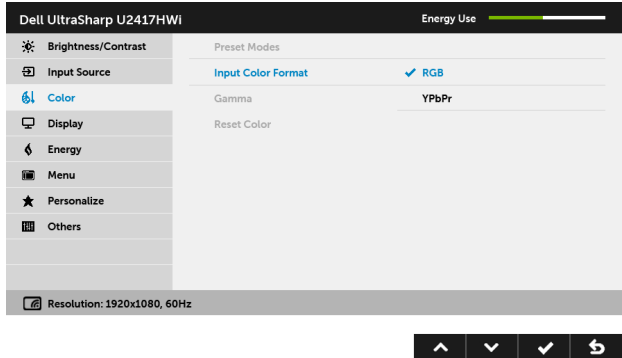 Dell UltraSharp U2417HWi
Energy Use
Brightness/Contrast
Input Source
Color
Display
Energy
Menu
Personalize
Others
Preset Modes
Input Color Format
RGB
YPbPr
Gamma
Reset Color
Resolution: 1920x1080, 60Hz